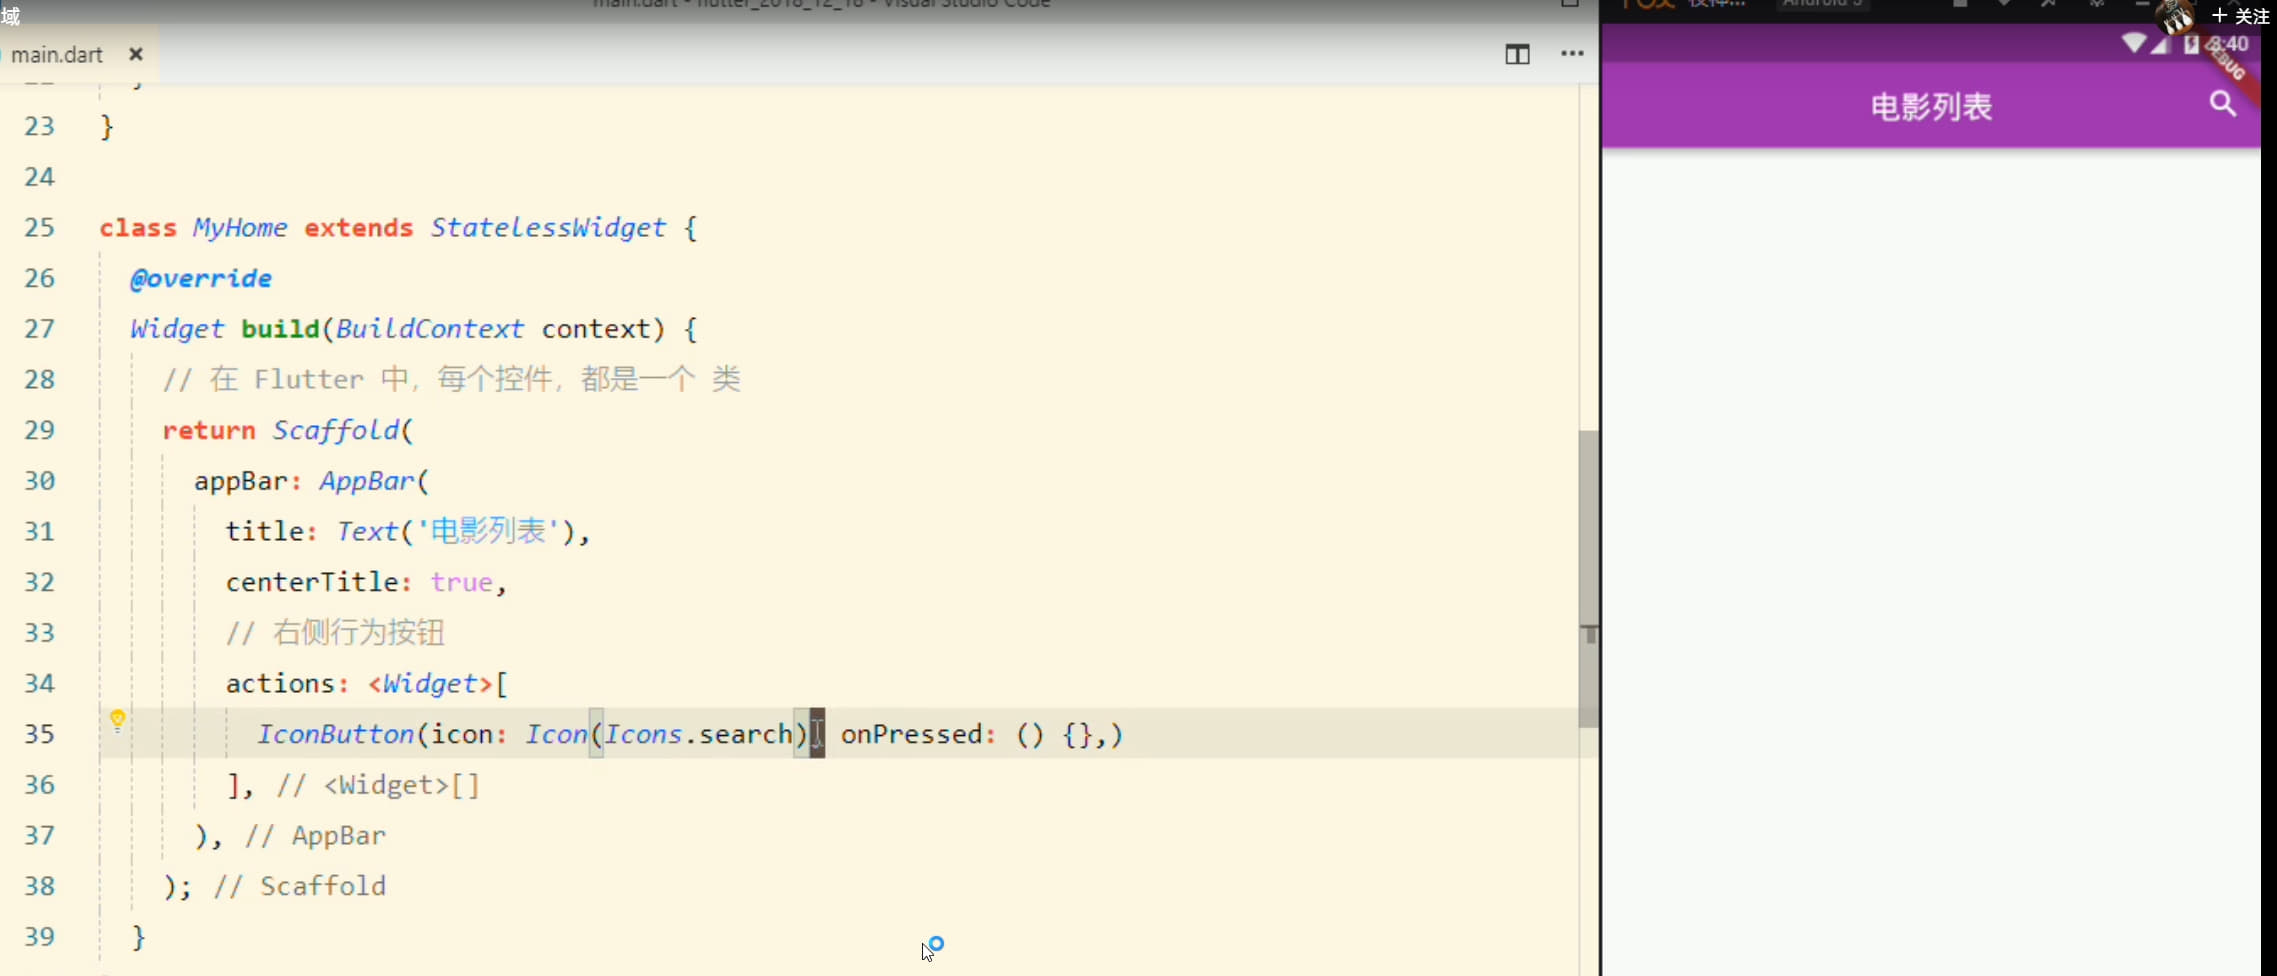 域
main.dart - flutter_2018_12_18 - Visual Studio Code
+ 关注
main.dart ×
8:40
DEBUG
电影列表
23 }
24
25 class MyHome extends StatelessWidget {
26 @override
27 Widget build(BuildContext context) {
28 // 在 Flutter 中, 每个控件, 都是一个 类
29 return Scaffold(
30 appBar: AppBar(
31 title: Text('电影列表'),
32 centerTitle: true,
33 // 右侧行为按钮
34 actions: <Widget>[
35 IconButton(icon: Icon(Icons.search), onPressed: () {},)
36 ], // <Widget>[]
37 ), // AppBar
38 ); // Scaffold
39 }